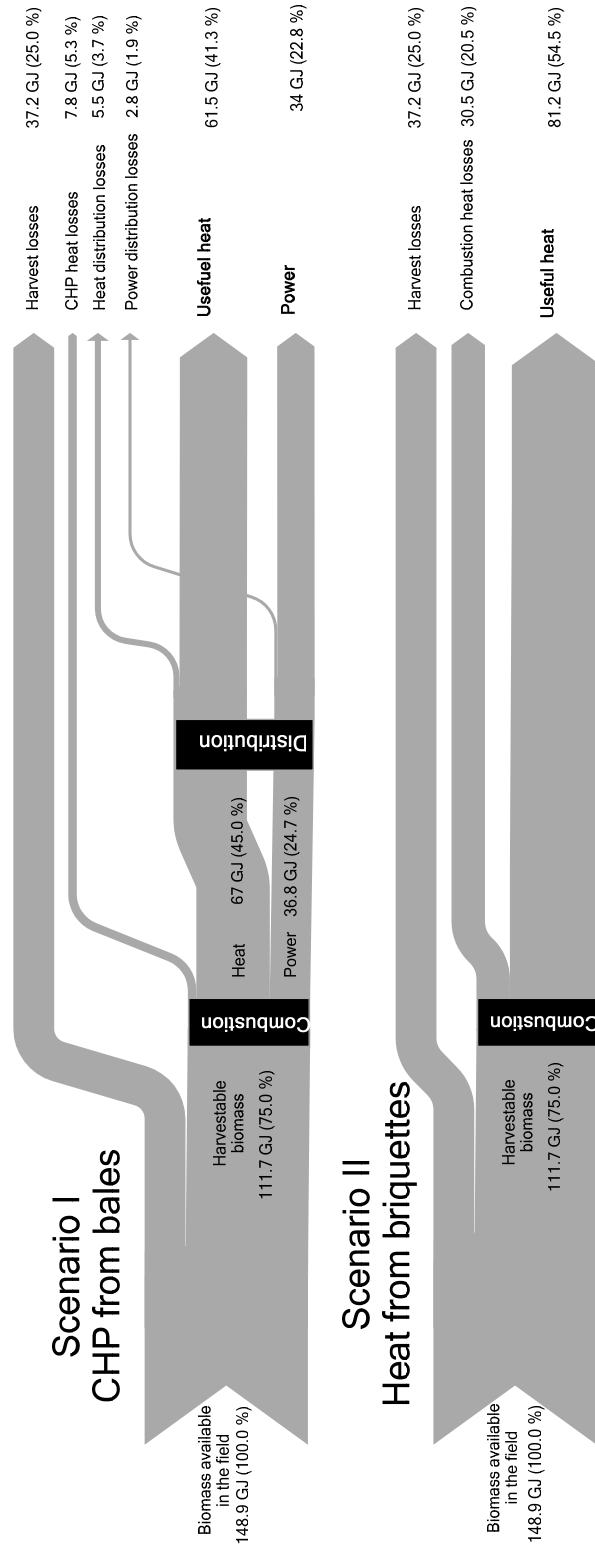 Scenario I
CHP from bales
Biomass available
in the field
148.9 GJ (100.0 %)
Harvestable
biomass
111.7 GJ (75.0 %)
Combustion
Heat 67 GJ (45.0 %)
Power 36.8 GJ (24.7 %)
Distribution
Harvest losses 37.2 GJ (25.0 %)
CHP heat losses 7.8 GJ (5.3 %)
Heat distribution losses 5.5 GJ (3.7 %)
Power distribution losses 2.8 GJ (1.9 %)
Usefuel heat 61.5 GJ (41.3 %)
Power 34 GJ (22.8 %)
Scenario II
Heat from briquettes
Biomass available
in the field
148.9 GJ (100.0 %)
Harvestable
biomass
111.7 GJ (75.0 %)
Combustion
Harvest losses 37.2 GJ (25.0 %)
Combustion heat losses 30.5 GJ (20.5 %)
Useful heat 81.2 GJ (54.5 %)